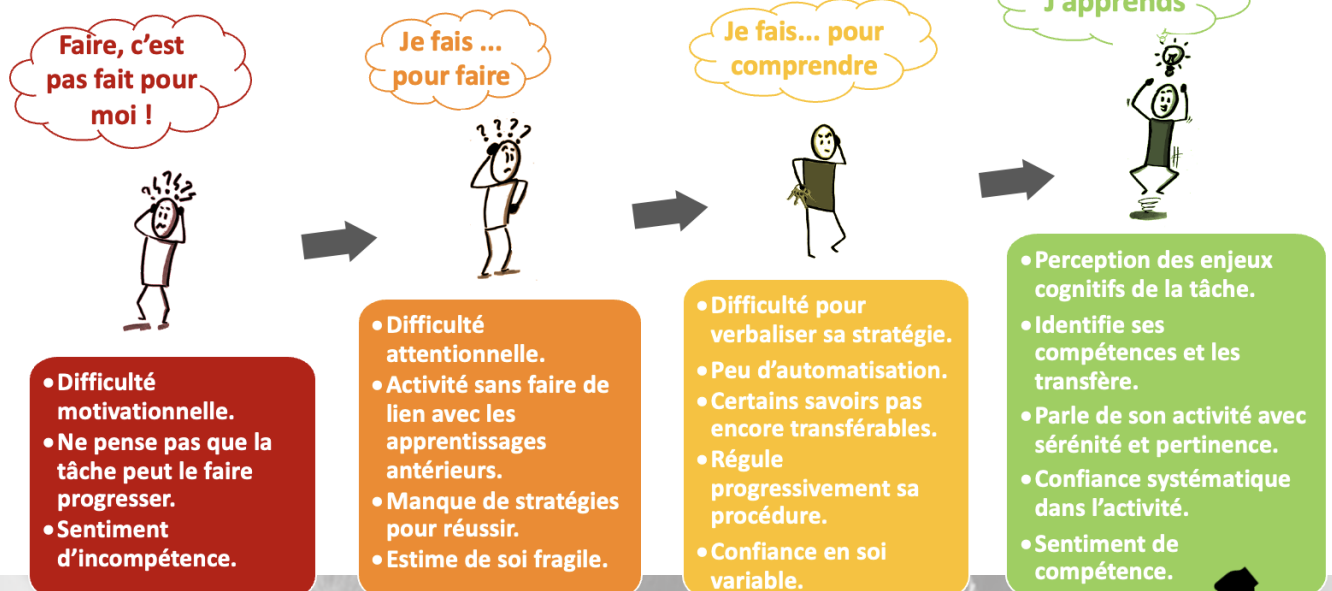 Faire, c'est
pas fait pour
moi !
Je fais ...
pour faire
Je fais... pour
comprendre
J'apprends
• Difficulté
motivationnelle.
• Ne pense pas que la
tâche peut le faire
progresser.
• Sentiment
d'incompétence.
• Difficulté
attentionnelle.
• Activité sans faire de
lien avec les
apprentissages
antérieurs.
• Manque de stratégies
pour réussir.
• Estime de soi fragile.
• Difficulté pour
verbaliser sa stratégie.
• Peu d'automatisation.
• Certains savoirs pas
encore transférables.
• Régule
progressivement sa
procédure.
• Confiance en soi
variable.
• Perception des enjeux
cognitifs de la tâche.
• Identifie ses
compétences et les
transfère.
• Parle de son activité avec
sérénité et pertinence.
• Confiance systématique
dans l'activité.
• Sentiment de
compétence.